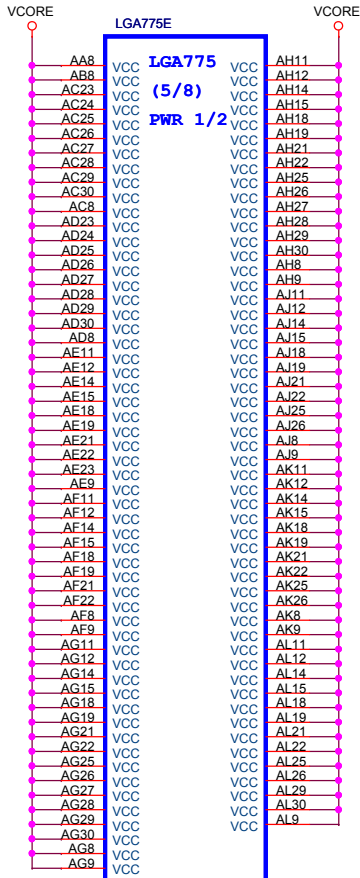 VCORE VCORE
LGA775E
AA8 VCC LGA775 VCC AH11
AB8 VCC (5/8) VCC AH12
AC23 VCC VCC AH14
AC24 VCC PWR 1/2 VCC AH15
AC25 VCC VCC AH18
AC26 VCC VCC AH19
AC27 VCC VCC AH21
AC28 VCC VCC AH22
AC29 VCC VCC AH25
AC30 VCC VCC AH26
AC8 VCC VCC AH27
AD23 VCC VCC AH28
AD24 VCC VCC AH29
AD25 VCC VCC AH30
AD26 VCC VCC AH8
AD27 VCC VCC AH9
AD28 VCC VCC AJ11
AD29 VCC VCC AJ12
AD30 VCC VCC AJ14
AD8 VCC VCC AJ15
AE11 VCC VCC AJ18
AE12 VCC VCC AJ19
AE14 VCC VCC AJ21
AE15 VCC VCC AJ22
AE18 VCC VCC AJ25
AE19 VCC VCC AJ26
AE21 VCC VCC AJ8
AE22 VCC VCC AJ9
AE23 VCC VCC AK11
AE9 VCC VCC AK12
AF11 VCC VCC AK14
AF12 VCC VCC AK15
AF14 VCC VCC AK18
AF15 VCC VCC AK19
AF18 VCC VCC AK21
AF19 VCC VCC AK22
AF21 VCC VCC AK25
AF22 VCC VCC AK26
AF8 VCC VCC AK8
AF9 VCC VCC AK9
AG11 VCC VCC AL11
AG12 VCC VCC AL12
AG14 VCC VCC AL14
AG15 VCC VCC AL15
AG18 VCC VCC AL18
AG19 VCC VCC AL19
AG21 VCC VCC AL21
AG22 VCC VCC AL22
AG25 VCC VCC AL25
AG26 VCC VCC AL26
AG27 VCC VCC AL29
AG28 VCC VCC AL30
AG29 VCC VCC AL9
AG30 VCC
AG8 VCC
AG9 VCC